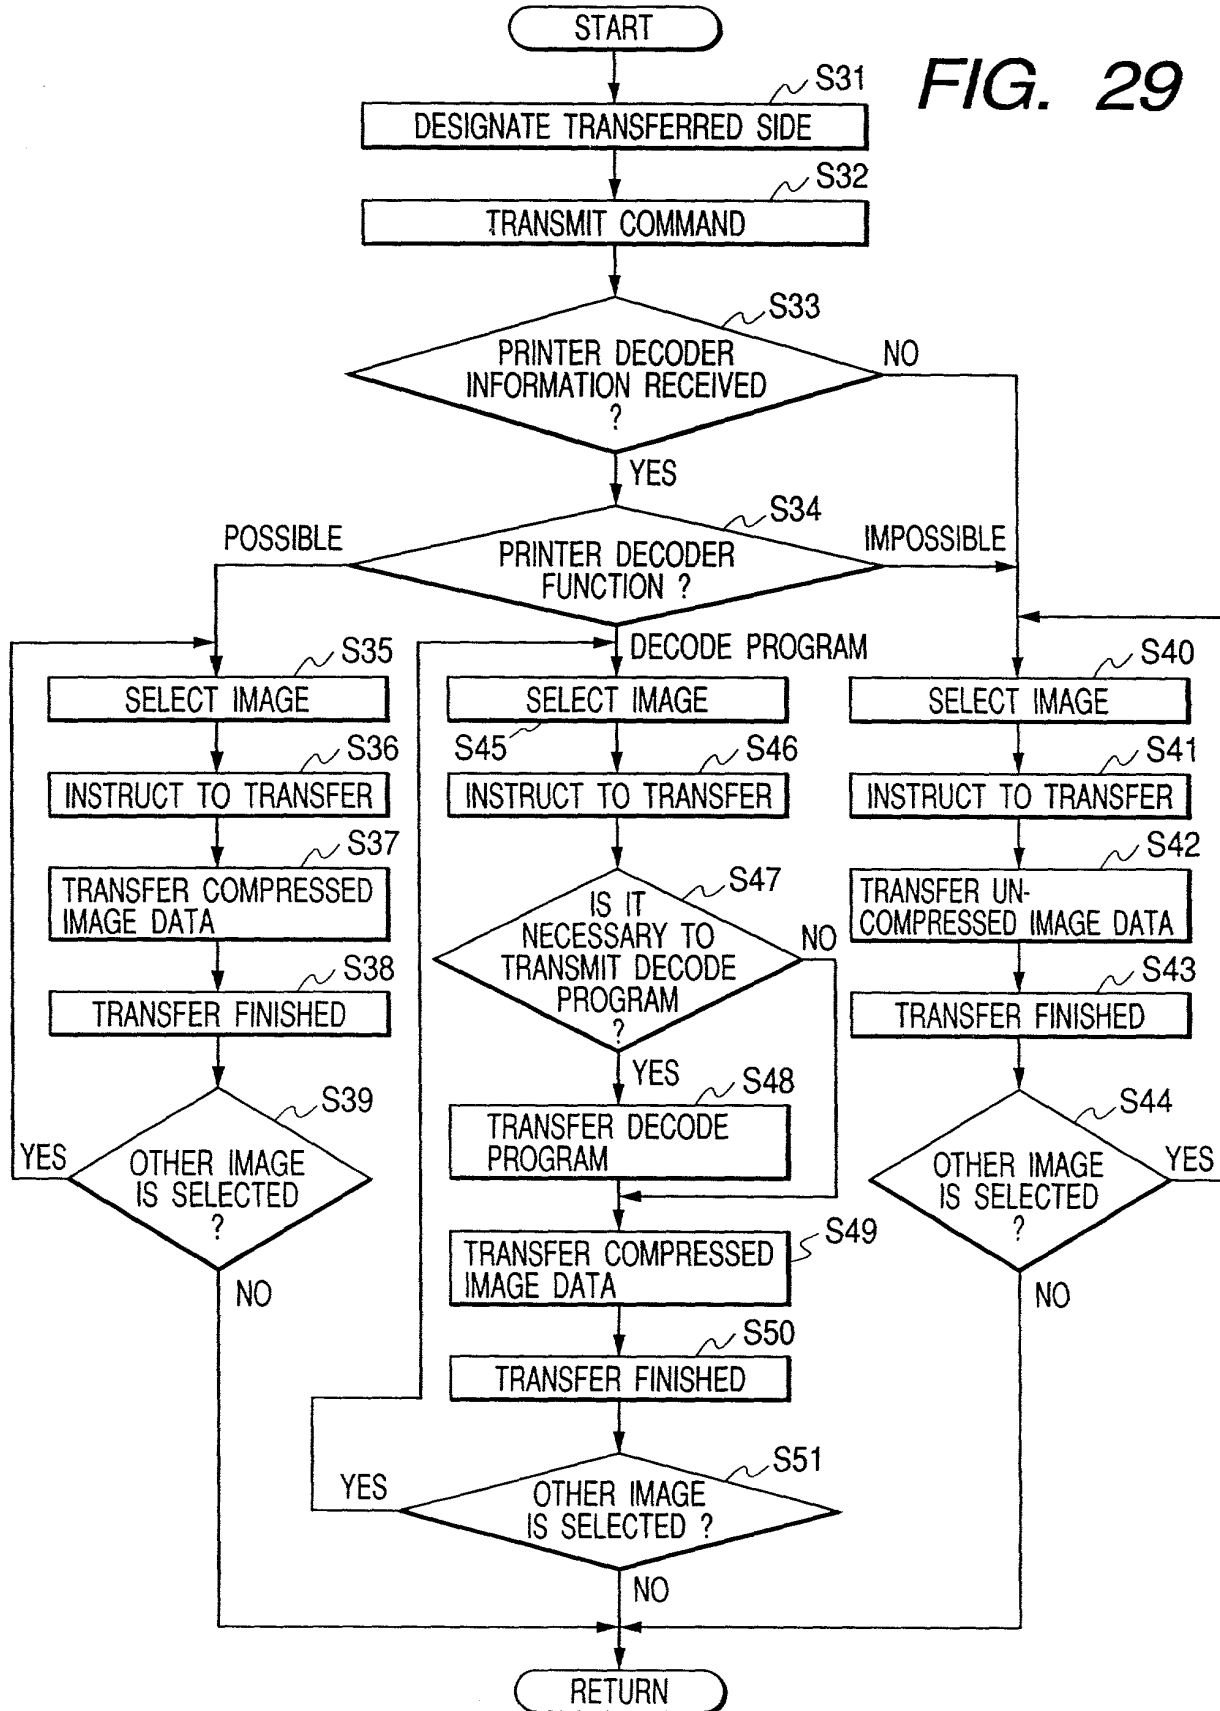 START
FIG. 29
S31
DESIGNATE TRANSFERRED SIDE
S32
TRANSMIT COMMAND
S33
PRINTER DECODER
INFORMATION RECEIVED
?
NO
YES
S34
POSSIBLE
PRINTER DECODER
FUNCTION ?
IMPOSSIBLE
DECODE PROGRAM
S35
SELECT IMAGE
S36
INSTRUCT TO TRANSFER
S37
TRANSFER COMPRESSED
IMAGE DATA
S38
TRANSFER FINISHED
S39
YES
OTHER IMAGE
IS SELECTED
?
NO
SELECT IMAGE
S45
S46
INSTRUCT TO TRANSFER
S47
IS IT
NECESSARY TO
TRANSMIT DECODE
PROGRAM
?
NO
YES
S48
TRANSFER DECODE
PROGRAM
S49
TRANSFER COMPRESSED
IMAGE DATA
S50
TRANSFER FINISHED
S51
YES
OTHER IMAGE
IS SELECTED ?
NO
S40
SELECT IMAGE
S41
INSTRUCT TO TRANSFER
S42
TRANSFER UN-
COMPRESSED IMAGE DATA
S43
TRANSFER FINISHED
S44
OTHER IMAGE
IS SELECTED
?
YES
NO
RETURN